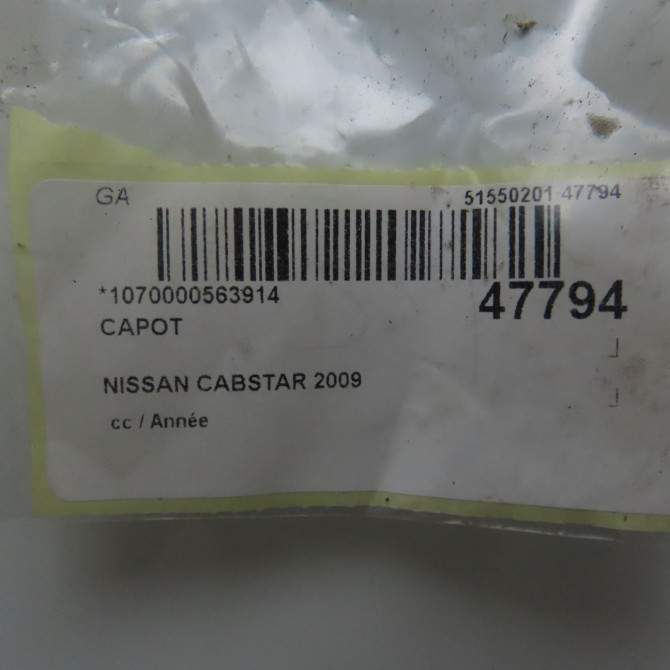 GA 51550201 47794
*1070000563914 47794
CAPOT
NISSAN CABSTAR 2009
cc / Année